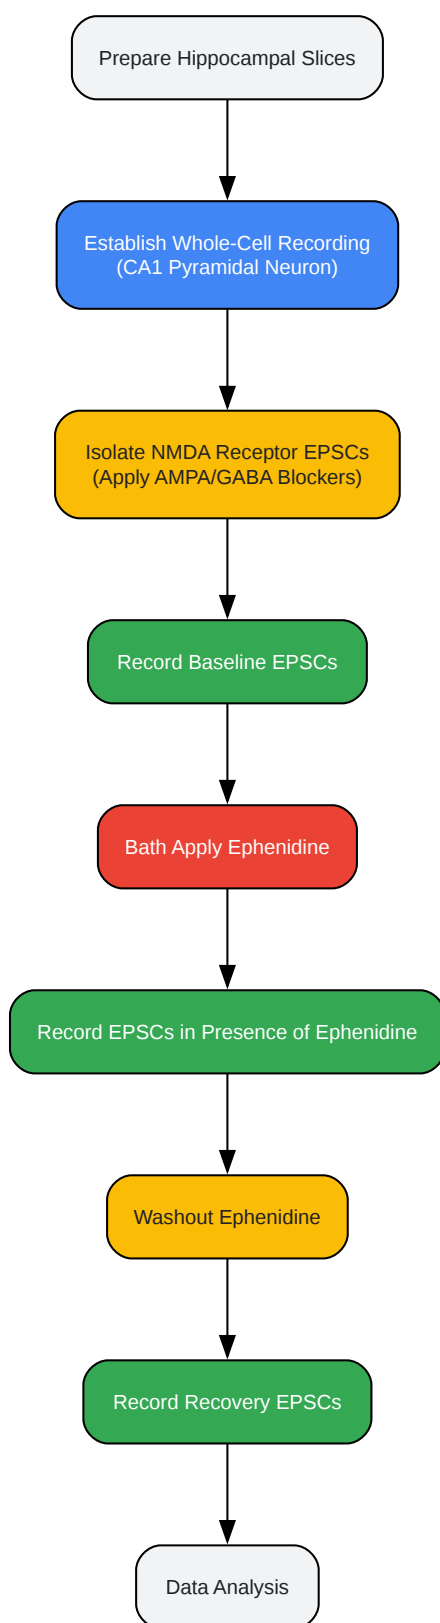 Prepare Hippocampal Slices
Establish Whole-Cell Recording
(CA1 Pyramidal Neuron)
Isolate NMDA Receptor EPSCs
(Apply AMPA/GABA Blockers)
Record Baseline EPSCs
Bath Apply Ephenidine
Record EPSCs in Presence of Ephenidine
Washout Ephenidine
Record Recovery EPSCs
Data Analysis